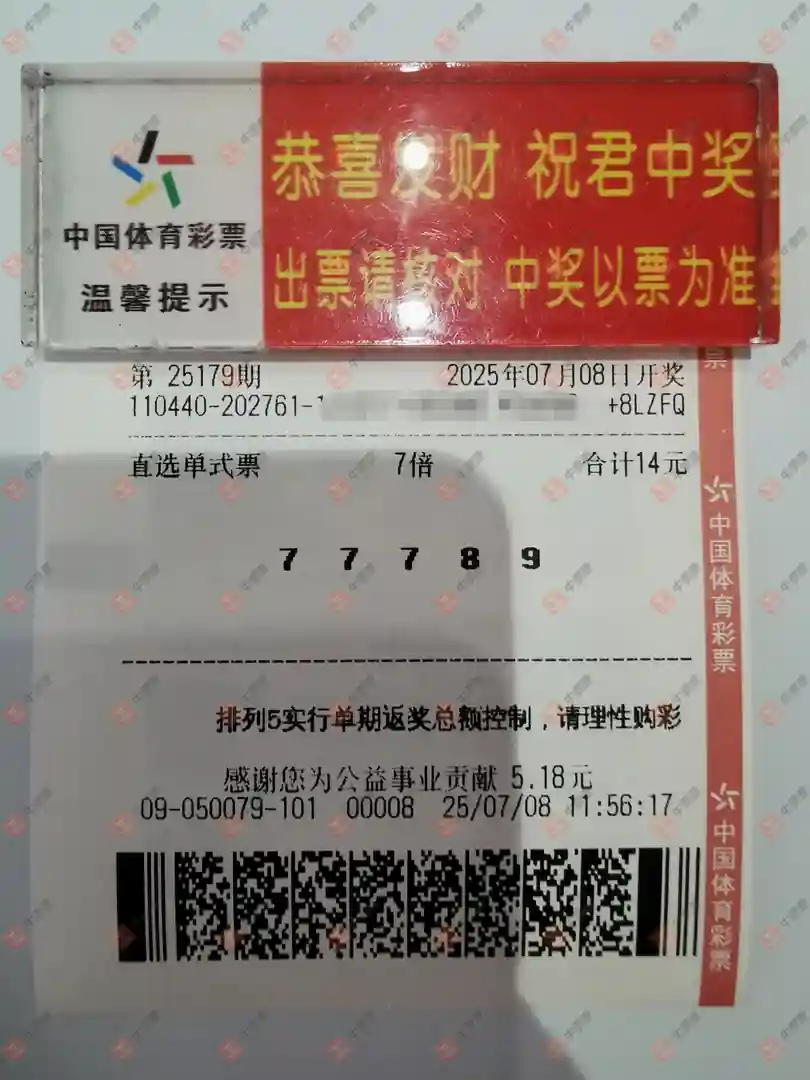 恭喜发财 祝君中奖
中国体育彩票
出票请核对 中奖以票为准
温馨提示
第 25179期 2025年07月08日开奖
110440-202761- +8LZFQ
直选单式票 7倍 合计14元
7 7 7 8 9
排列5实行单期返奖总额控制，请理性购彩
感谢您为公益事业贡献 5.18元
09-050079-101 00008 25/07/08 11:56:17
票
中国体育彩票
中国体育彩票